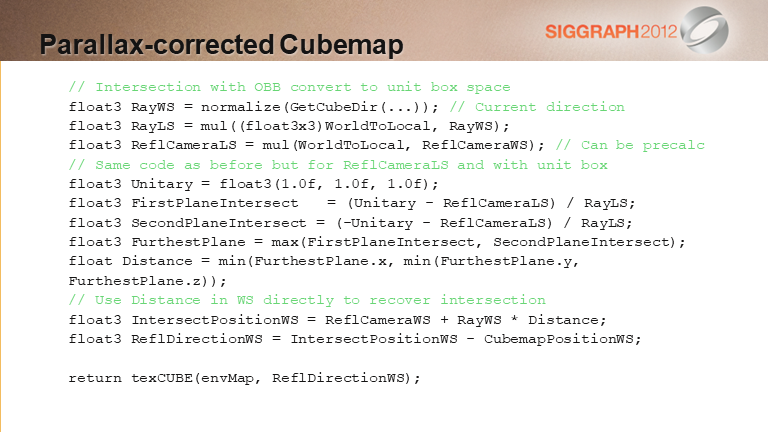 SIGGRAPH2012
Parallax-corrected Cubemap
// Intersection with OBB convert to unit box space
float3 RayWS = normalize(GetCubeDir(...)); // Current direction
float3 RayLS = mul((float3x3)WorldToLocal, RayWS);
float3 ReflCameraLS = mul(WorldToLocal, ReflCameraWS); // Can be precalc
// Same code as before but for ReflCameraLS and with unit box
float3 Unitary = float3(1.0f, 1.0f, 1.0f);
float3 FirstPlaneIntersect   = (Unitary - ReflCameraLS) / RayLS;
float3 SecondPlaneIntersect = (-Unitary - ReflCameraLS) / RayLS;
float3 FurthestPlane = max(FirstPlaneIntersect, SecondPlaneIntersect);
float Distance = min(FurthestPlane.x, min(FurthestPlane.y,
FurthestPlane.z));
// Use Distance in WS directly to recover intersection
float3 IntersectPositionWS = ReflCameraWS + RayWS * Distance;
float3 ReflDirectionWS = IntersectPositionWS - CubemapPositionWS;
return texCUBE(envMap, ReflDirectionWS);